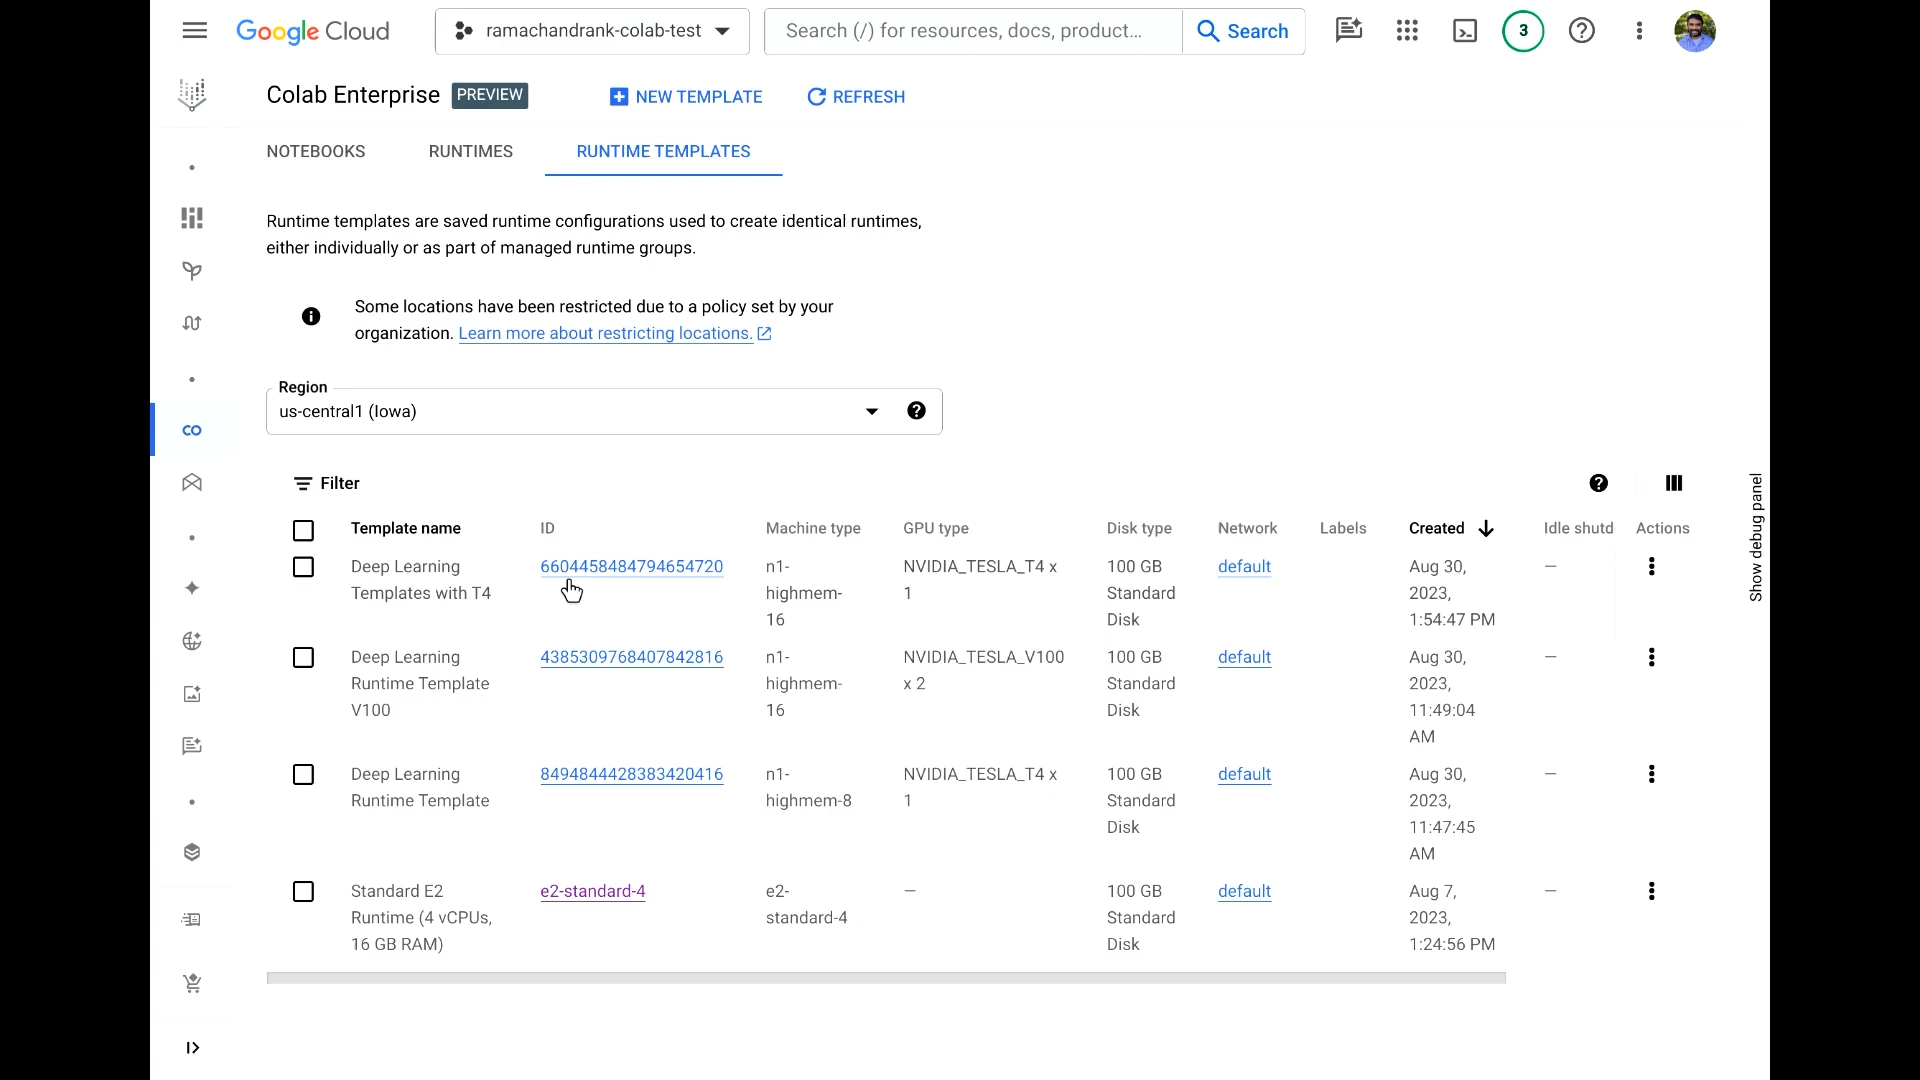 Google Cloud
ramachandrank-colab-test
Search (/) for resources, docs, product...
Search
3
Colab Enterprise PREVIEW
NEW TEMPLATE
REFRESH
NOTEBOOKS
RUNTIMES
RUNTIME TEMPLATES
Runtime templates are saved runtime configurations used to create identical runtimes,
either individually or as part of managed runtime groups.
Some locations have been restricted due to a policy set by your
organization. Learn more about restricting locations.
Region
us-central1 (Iowa)
Filter
Show debug panel
Template name ID Machine type GPU type Disk type Network Labels Created Idle shutd Actions
Deep Learning 6604458484794654720 n1- NVIDIA_TESLA_T4 x 100 GB default Aug 30, —
Templates with T4 highmem- 1 Standard 2023,
16 Disk 1:54:47 PM
Deep Learning 4385309768407842816 n1- NVIDIA_TESLA_V100 100 GB default Aug 30, —
Runtime Template highmem- x 2 Standard 2023,
V100 16 Disk 11:49:04
AM
Deep Learning 8494844428383420416 n1- NVIDIA_TESLA_T4 x 100 GB default Aug 30, —
Runtime Template highmem-8 1 Standard 2023,
Disk 11:47:45
AM
Standard E2 e2-standard-4 e2- — 100 GB default Aug 7, —
Runtime (4 vCPUs, standard-4 Standard 2023,
16 GB RAM) Disk 1:24:56 PM